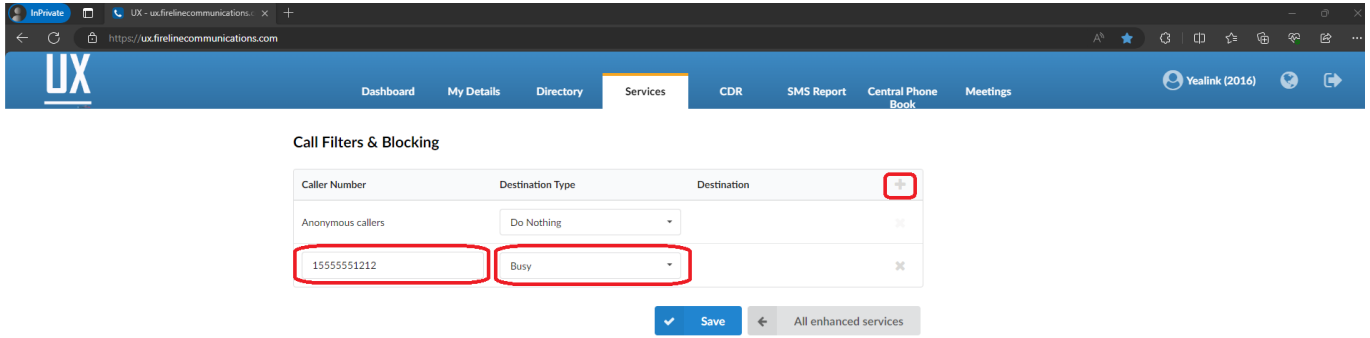 InPrivate
UX - ux.firelinecommunications.c
https://ux.firelinecommunications.com
UX
Dashboard My Details Directory Services CDR SMS Report Central Phone Book Meetings
Yealink (2016)
Call Filters & Blocking
Caller Number Destination Type Destination
Anonymous callers Do Nothing
15555551212 Busy
Save All enhanced services